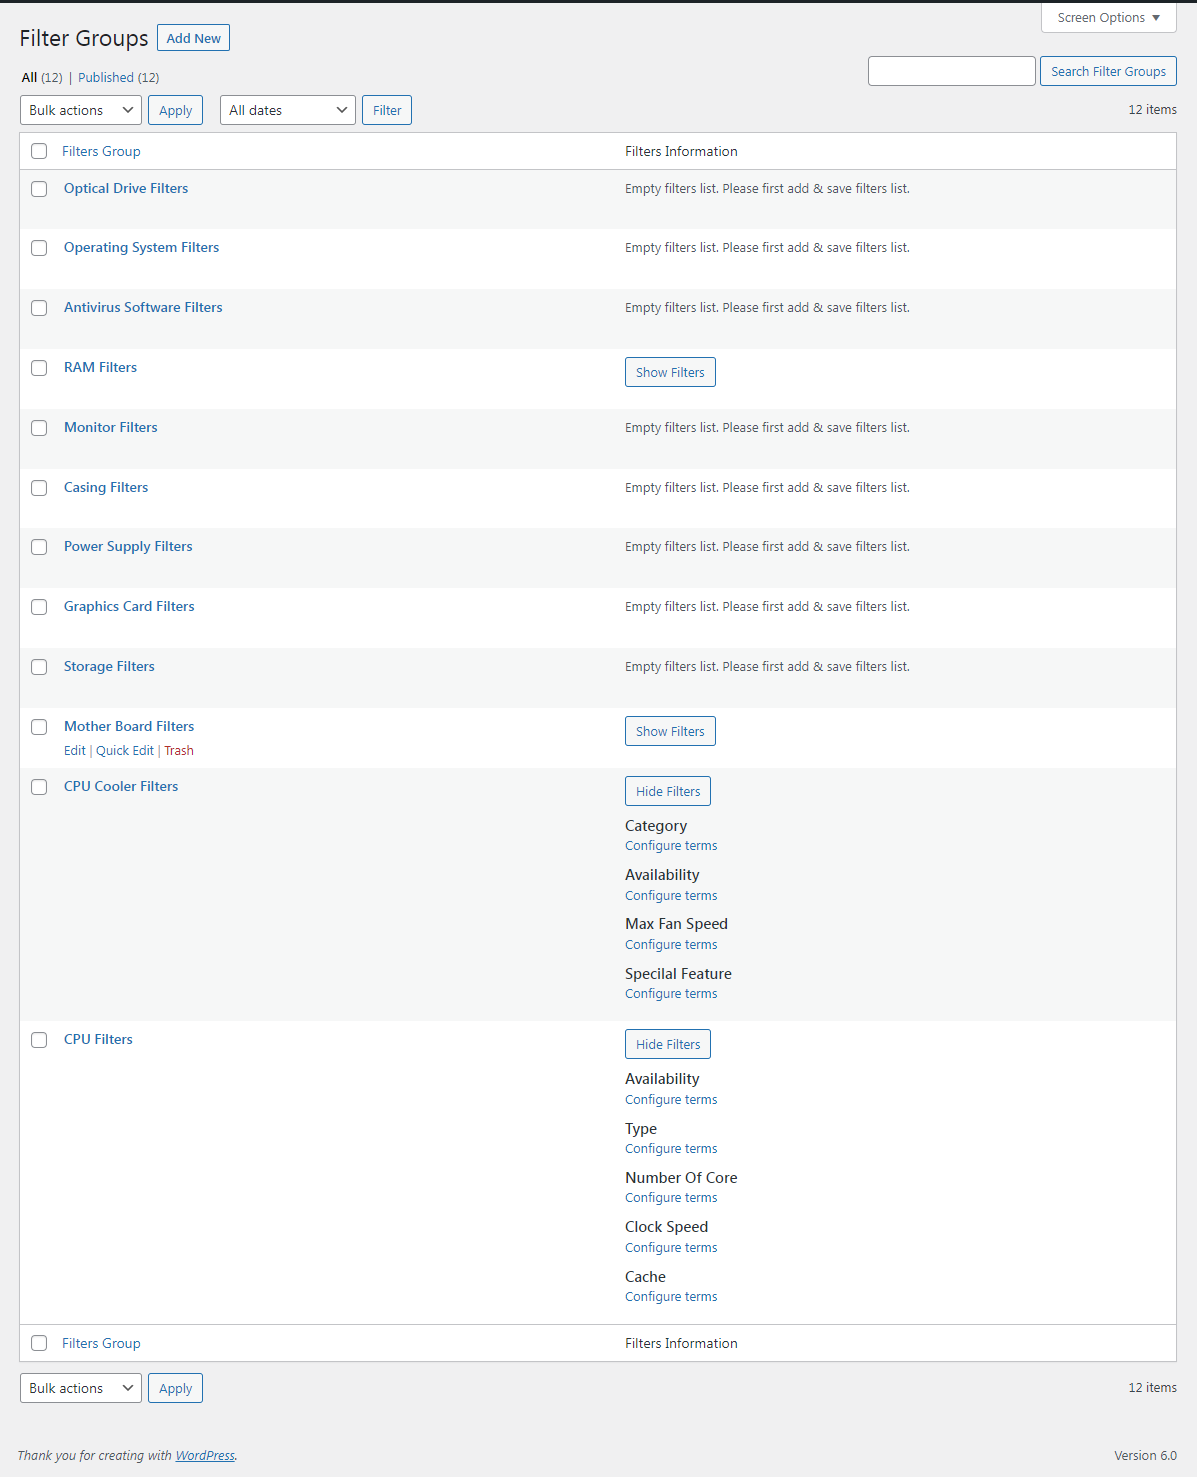 Screen Options
Filter Groups Add New
All (12) | Published (12)
Search Filter Groups
Bulk actions Apply All dates Filter 12 items
Filters Group Filters Information
Optical Drive Filters Empty filters list. Please first add & save filters list.
Operating System Filters Empty filters list. Please first add & save filters list.
Antivirus Software Filters Empty filters list. Please first add & save filters list.
RAM Filters Show Filters
Monitor Filters Empty filters list. Please first add & save filters list.
Casing Filters Empty filters list. Please first add & save filters list.
Power Supply Filters Empty filters list. Please first add & save filters list.
Graphics Card Filters Empty filters list. Please first add & save filters list.
Storage Filters Empty filters list. Please first add & save filters list.
Mother Board Filters Show Filters
Edit | Quick Edit | Trash
CPU Cooler Filters Hide Filters
Category
Configure terms
Availability
Configure terms
Max Fan Speed
Configure terms
Specilal Feature
Configure terms
CPU Filters Hide Filters
Availability
Configure terms
Type
Configure terms
Number Of Core
Configure terms
Clock Speed
Configure terms
Cache
Configure terms
Filters Group Filters Information
Bulk actions Apply 12 items
Thank you for creating with WordPress. Version 6.0